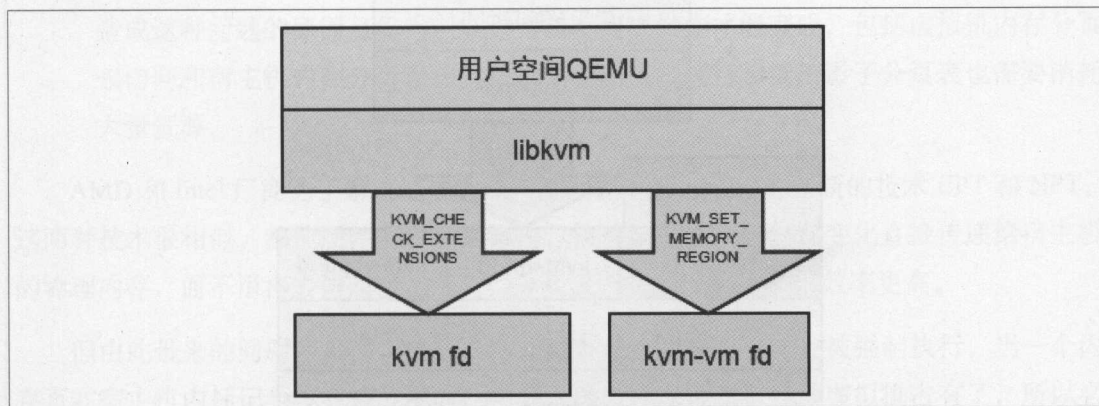 用户空间QEMU
libkvm
KVM_CHE
CK_EXTE
NSIONS
KVM_SET_
MEMORY_
REGION
kvm fd
kvm-vm fd